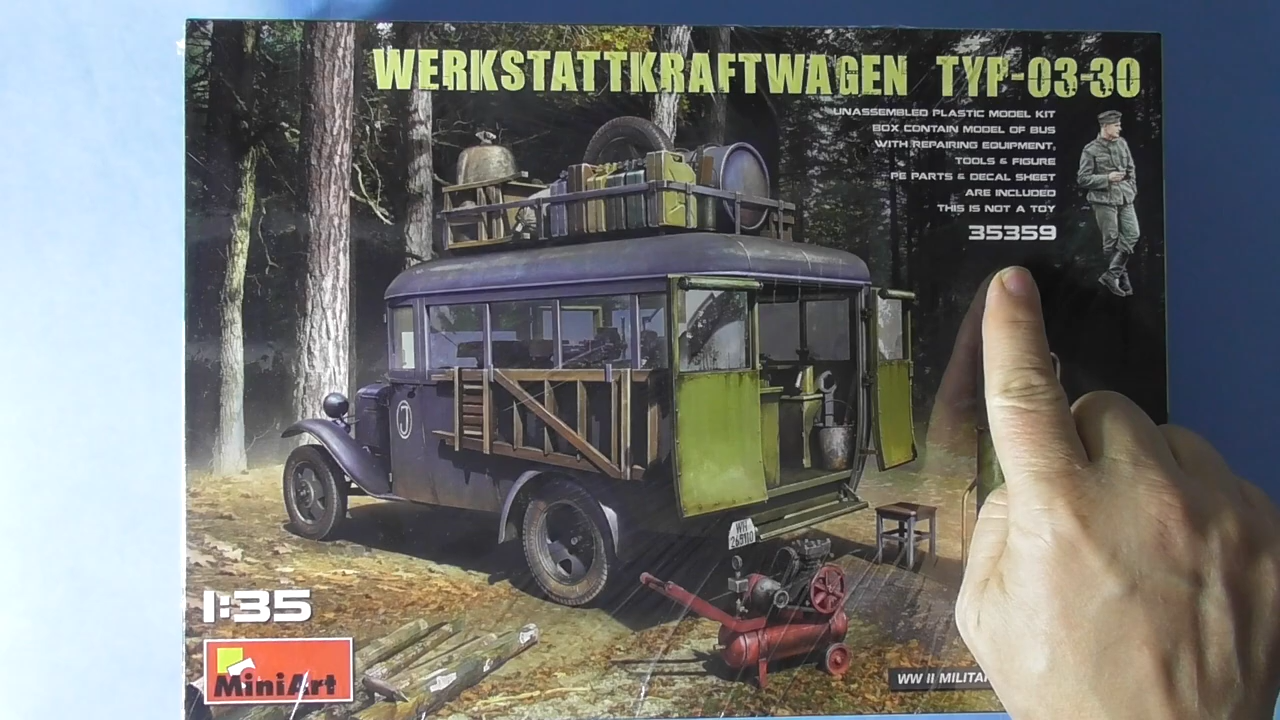 WERKSTATTKRAFTWAGEN TYP-03-30
UNASSEMBLED PLASTIC MODEL KIT
BOX CONTAIN MODEL OF BUS
WITH REPAIRING EQUIPMENT,
TOOLS & FIGURE
PE PARTS & DECAL SHEET
ARE INCLUDED
THIS IS NOT A TOY
35359
J
WH
1:35
MiniArt
WW II